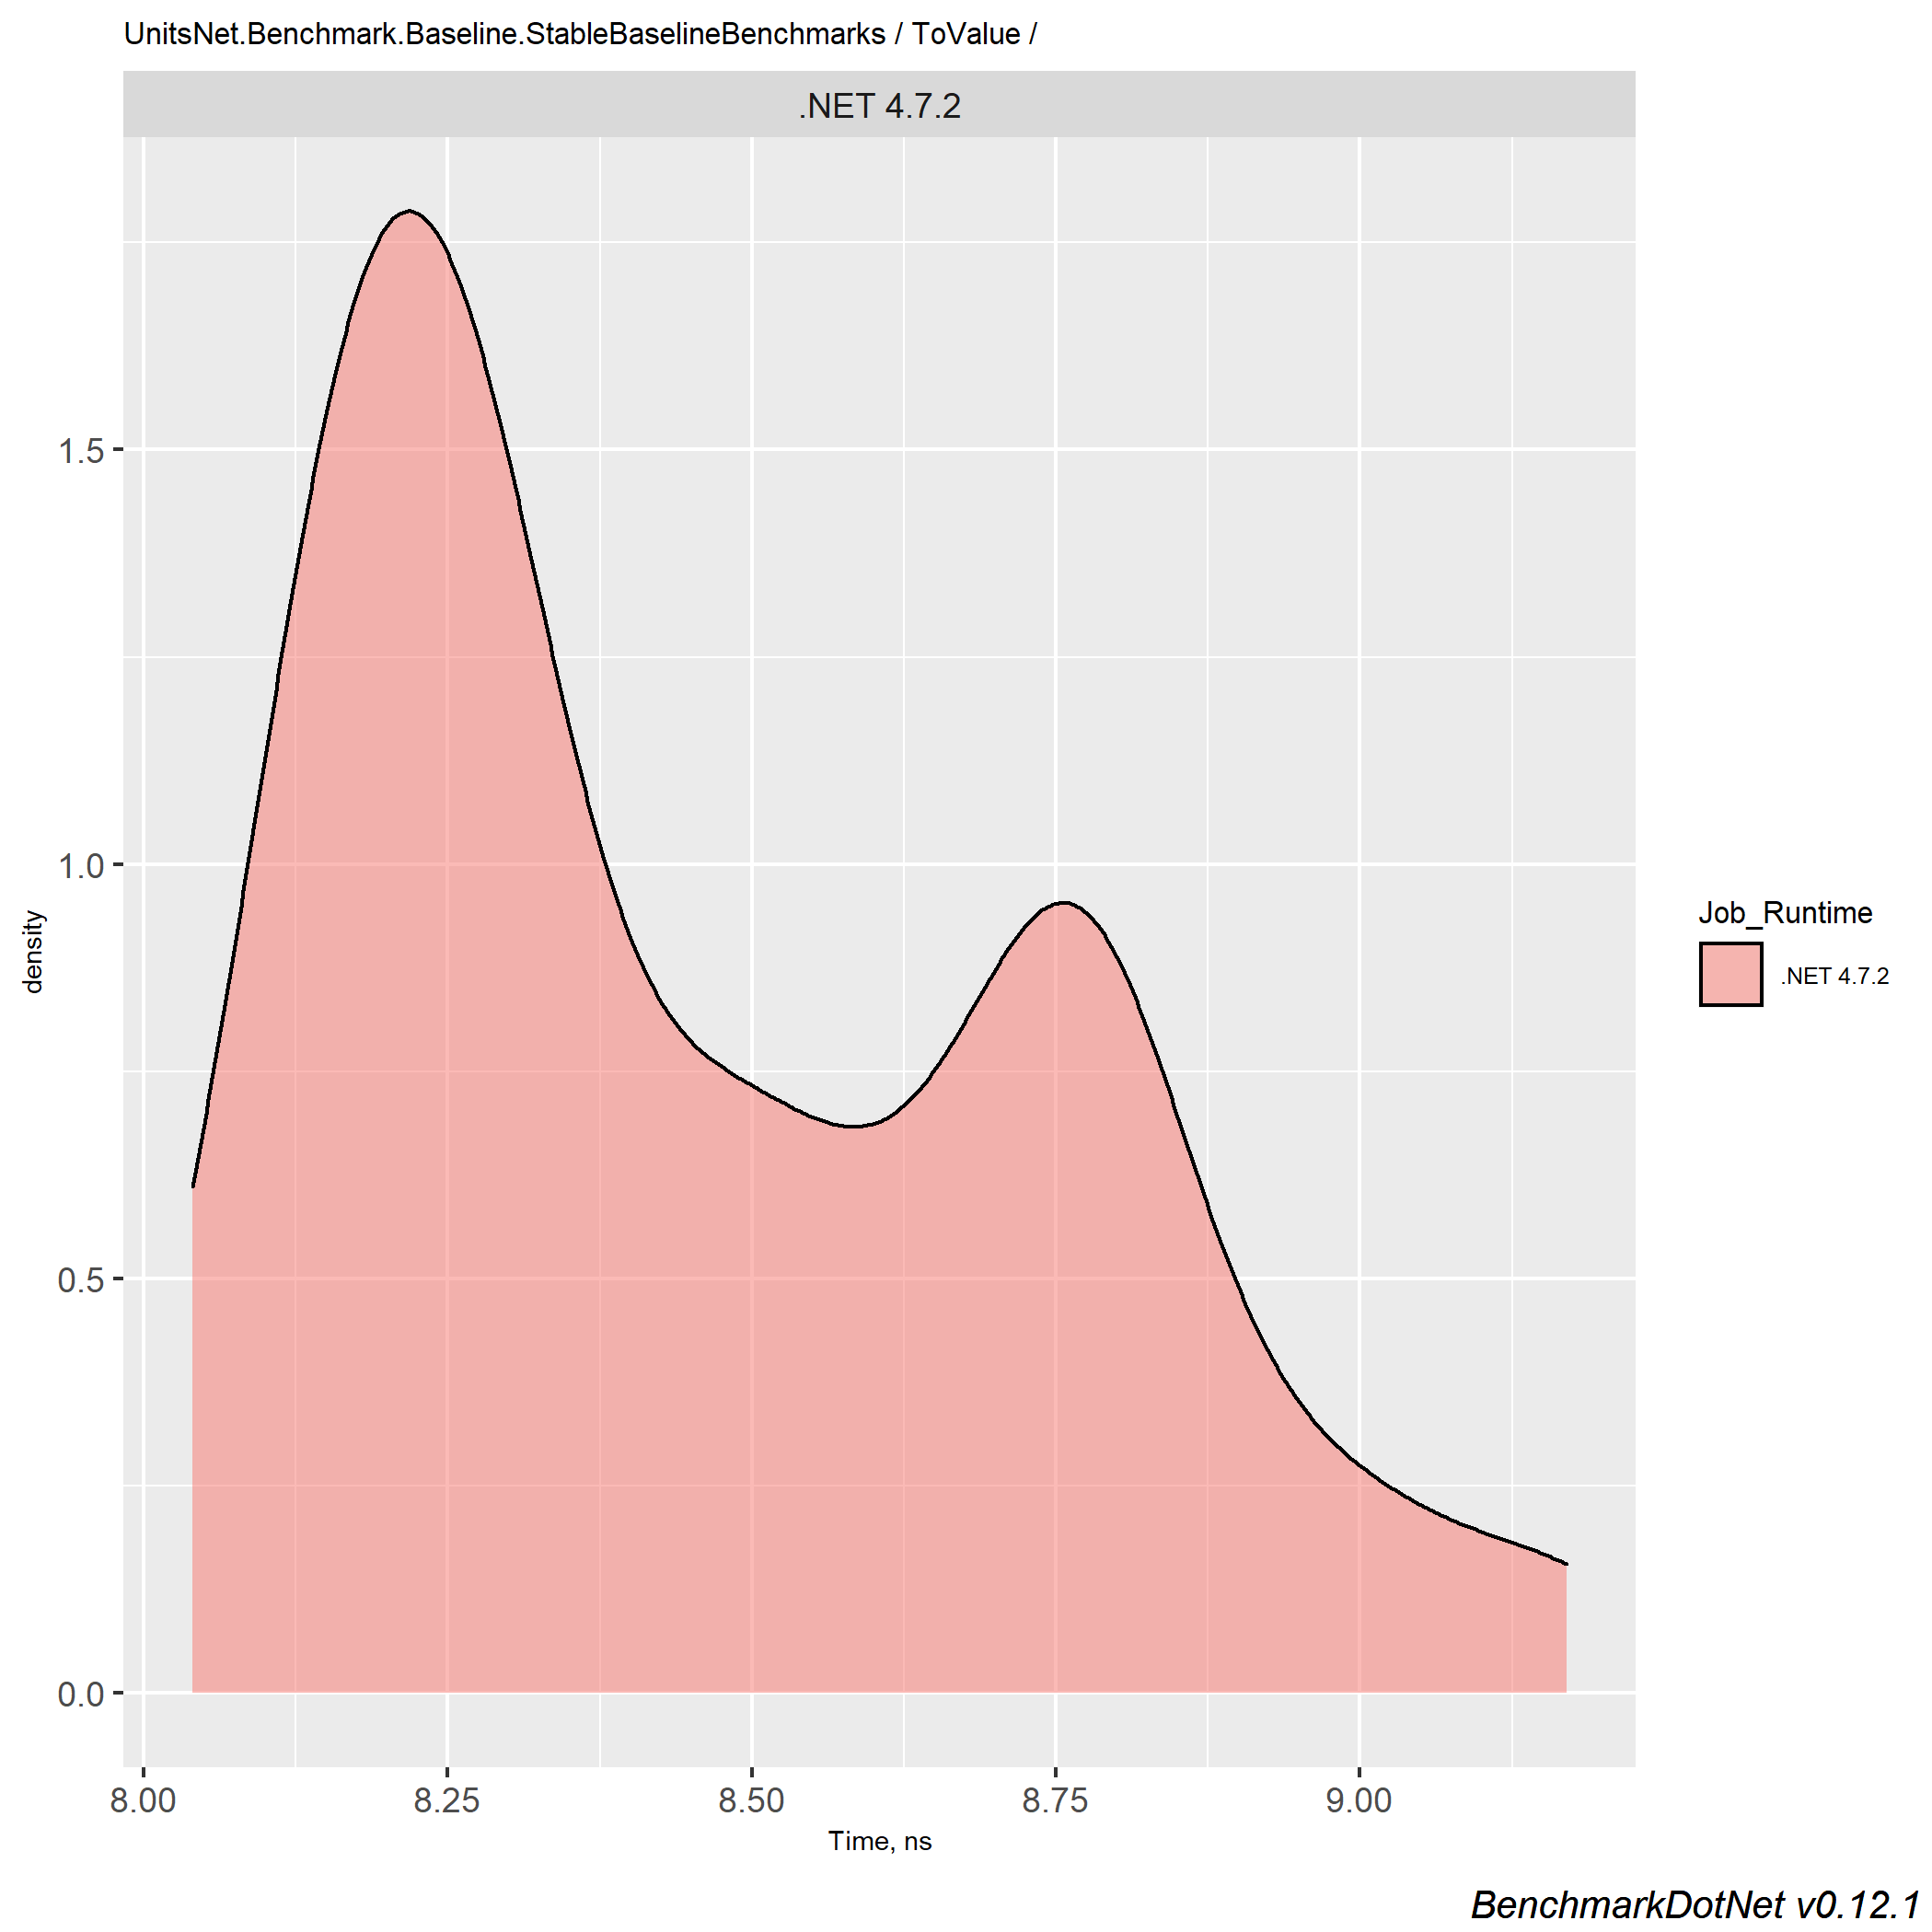 UnitsNet.Benchmark.Baseline.StableBaselineBenchmarks / ToValue /
.NET 4.7.2
1.5
1.0
0.5
0.0
density
8.00 8.25 8.50 8.75 9.00
Time, ns
Job_Runtime
.NET 4.7.2
BenchmarkDotNet v0.12.1